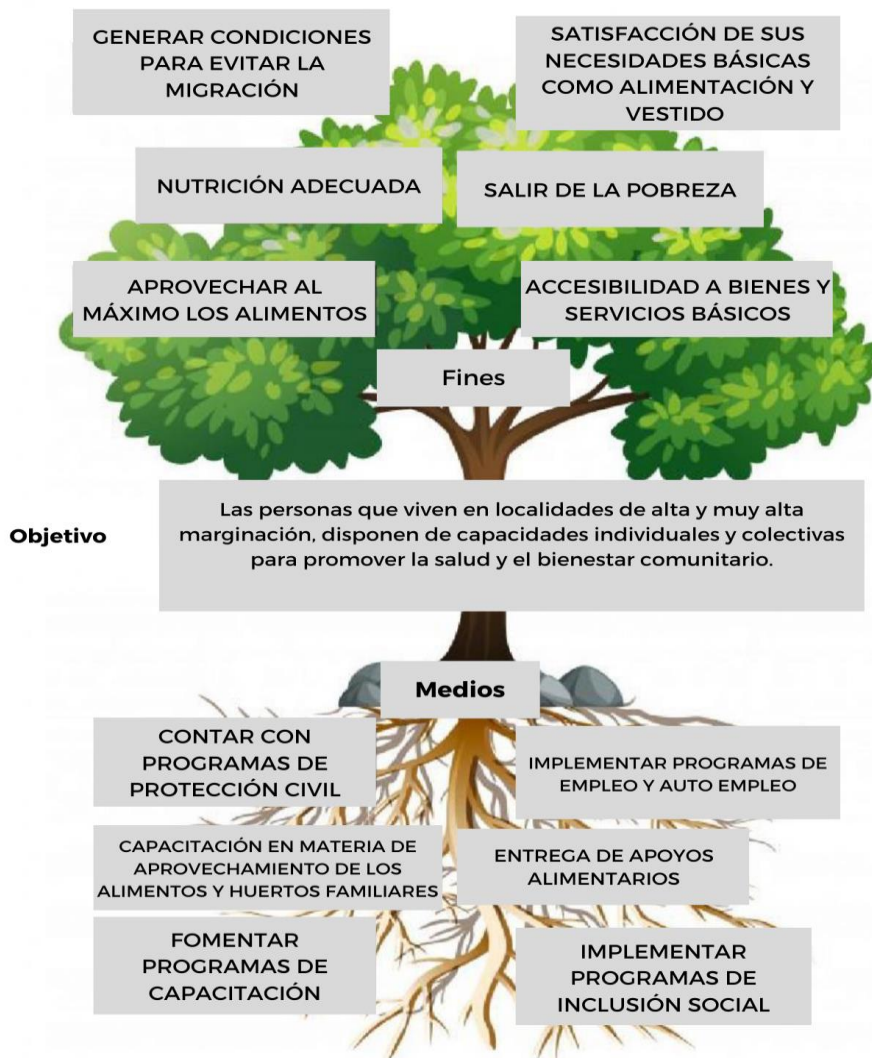 GENERAR CONDICIONES
PARA EVITAR LA
MIGRACIÓN
SATISFACCIÓN DE SUS
NECESIDADES BÁSICAS
COMO ALIMENTACIÓN Y
VESTIDO
NUTRICIÓN ADECUADA
SALIR DE LA POBREZA
APROVECHAR AL
MÁXIMO LOS ALIMENTOS
ACCESIBILIDAD A BIENES Y
SERVICIOS BÁSICOS
Fines
Objetivo
Las personas que viven en localidades de alta y muy alta
marginación, disponen de capacidades individuales y colectivas
para promover la salud y el bienestar comunitario.
Medios
CONTAR CON
PROGRAMAS DE
PROTECCIÓN CIVIL
IMPLEMENTAR PROGRAMAS DE
EMPLEO Y AUTO EMPLEO
CAPACITACIÓN EN MATERIA DE
APROVECHAMIENTO DE LOS
ALIMENTOS Y HUERTOS FAMILIARES
ENTREGA DE APOYOS
ALIMENTARIOS
FOMENTAR
PROGRAMAS DE
CAPACITACIÓN
IMPLEMENTAR
PROGRAMAS DE
INCLUSIÓN SOCIAL